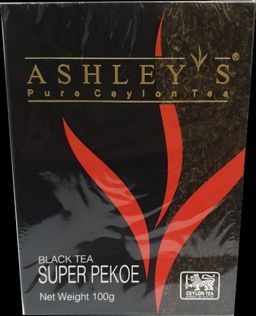 ASHLEY'S®
Pure Ceylon Tea
BLACK TEA
SUPER PEKOE
Net Weight 100g
CEYLON TEA